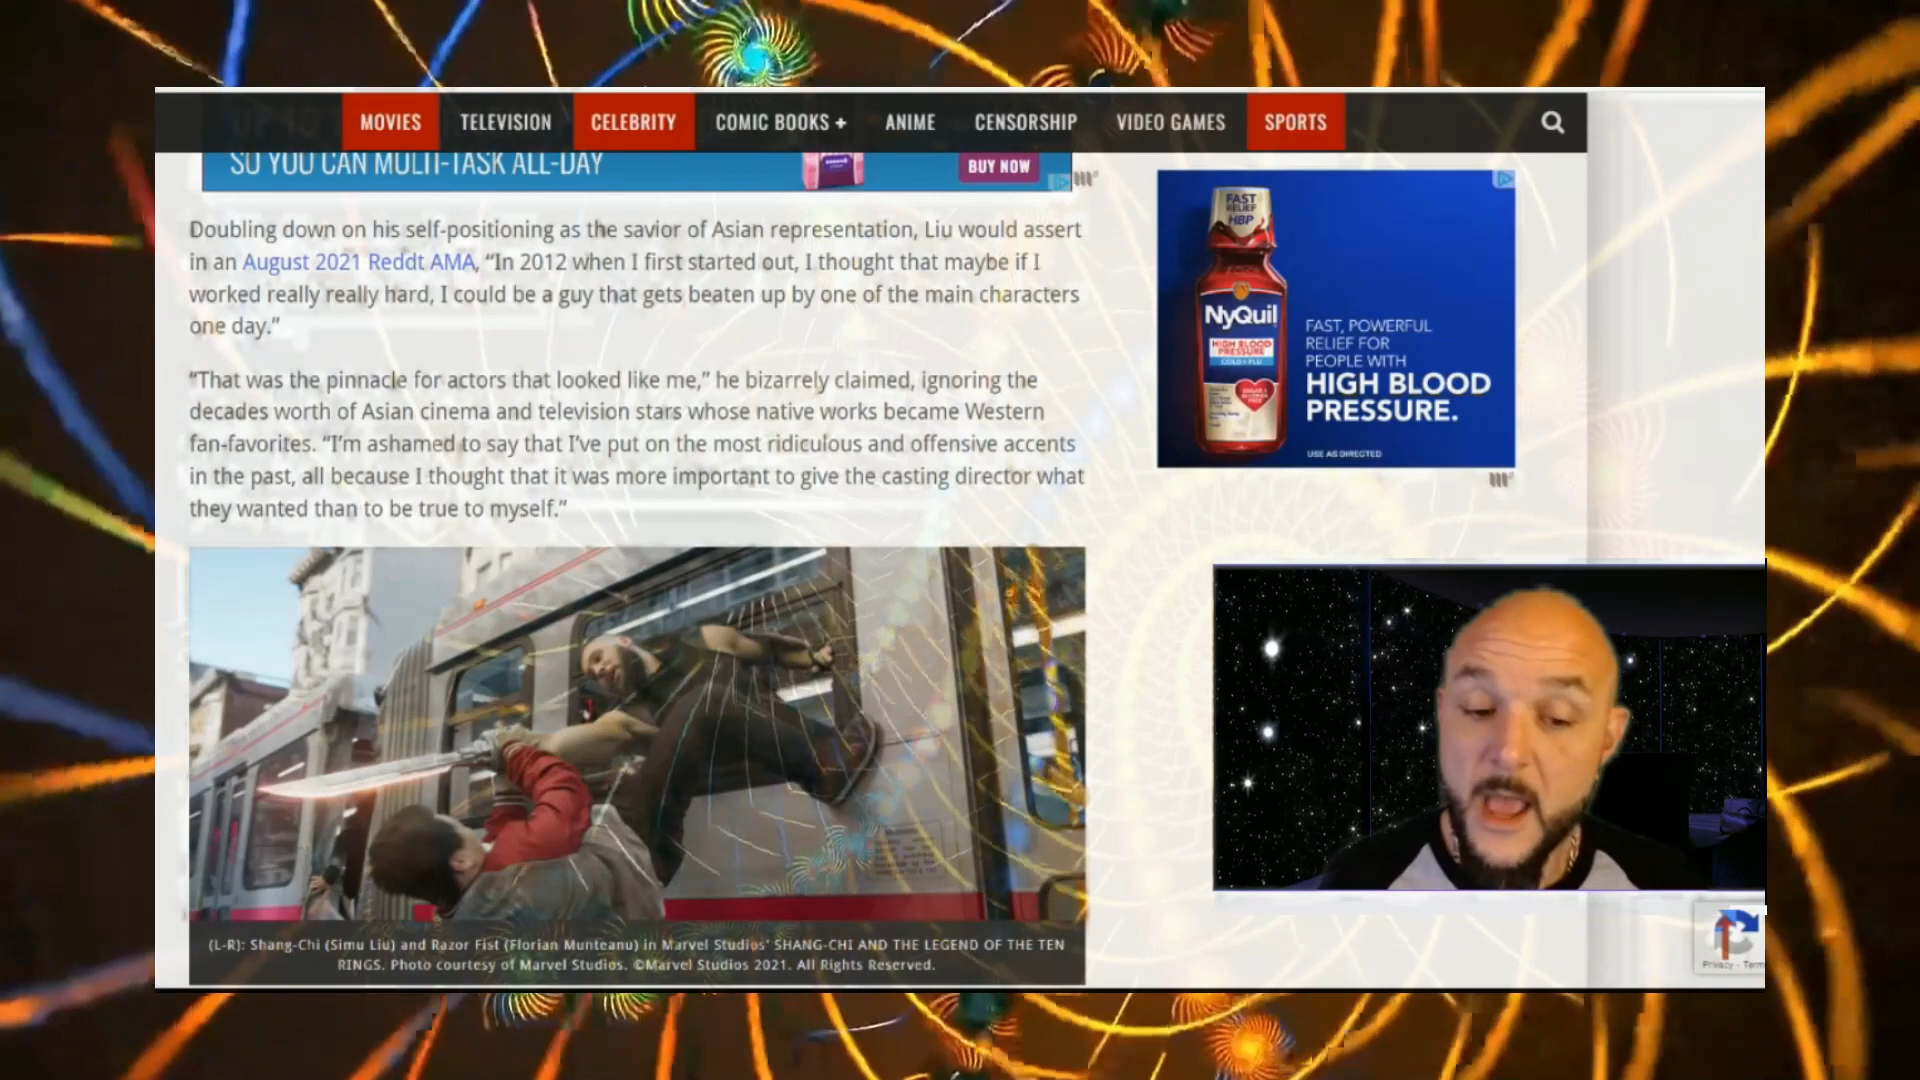 MOVIES TELEVISION CELEBRITY COMIC BOOKS + ANIME CENSORSHIP VIDEO GAMES SPORTS
SO YOU CAN MULTI-TASK ALL-DAY
BUY NOW
Doubling down on his self-positioning as the savior of Asian representation, Liu would assert
in an August 2021 Reddt AMA, “In 2012 when I first started out, I thought that maybe if I
worked really really hard, I could be a guy that gets beaten up by one of the main characters
one day.”
“That was the pinnacle for actors that looked like me,” he bizarrely claimed, ignoring the
decades worth of Asian cinema and television stars whose native works became Western
fan-favorites. “I’m ashamed to say that I’ve put on the most ridiculous and offensive accents
in the past, all because I thought that it was more important to give the casting director what
they wanted than to be true to myself.”
(L-R): Shang-Chi (Simu Liu) and Razor Fist (Florian Munteanu) in Marvel Studios' SHANG-CHI AND THE LEGEND OF THE TEN
RINGS. Photo courtesy of Marvel Studios. ©Marvel Studios 2021. All Rights Reserved.
FAST
RELIEF
HBP
NyQuil
HIGH BLOOD
PRESSURE
COLD & FLU
FAST, POWERFUL
RELIEF FOR
PEOPLE WITH
HIGH BLOOD
PRESSURE.
USE AS DIRECTED
Privacy - Term